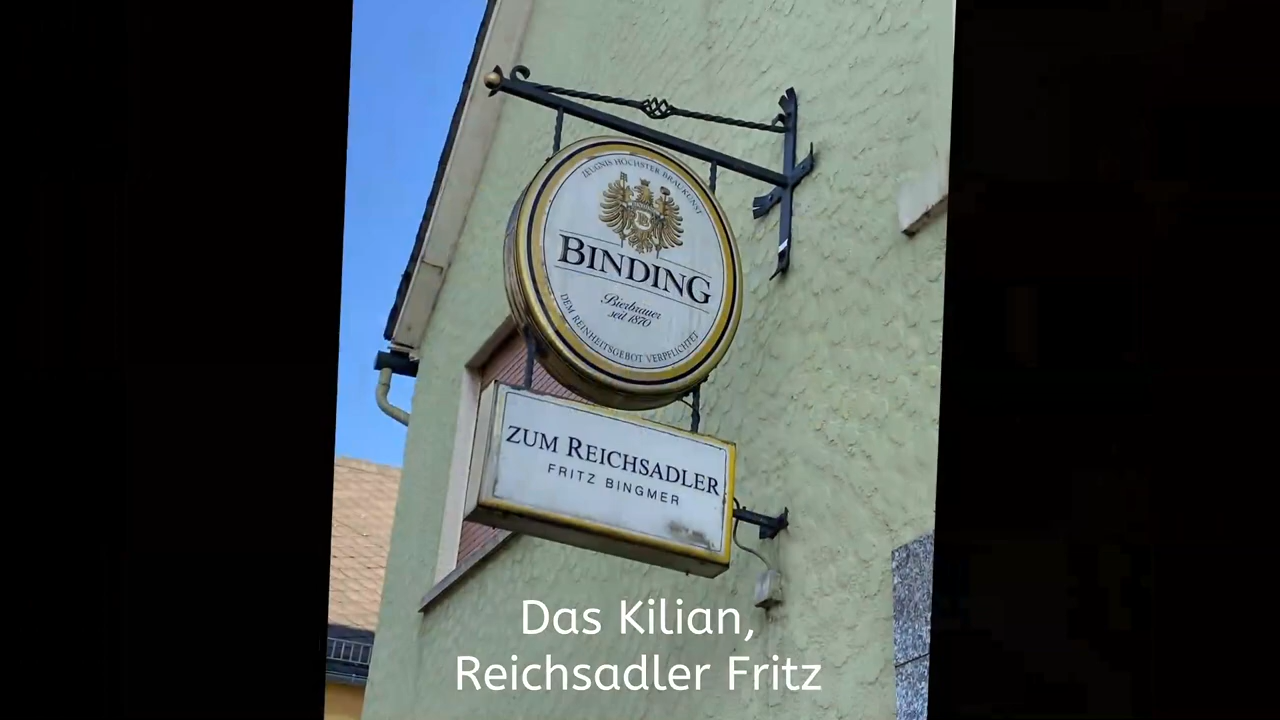 ZEUGNIS HÖCHSTER BRAUKUNST
BINDING
Bierbrauer
seit 1870
DEM REINHEITSGEBOT VERPFLICHTET
ZUM REICHSADLER
FRITZ BINGMER
Das Kilian,
Reichsadler Fritz